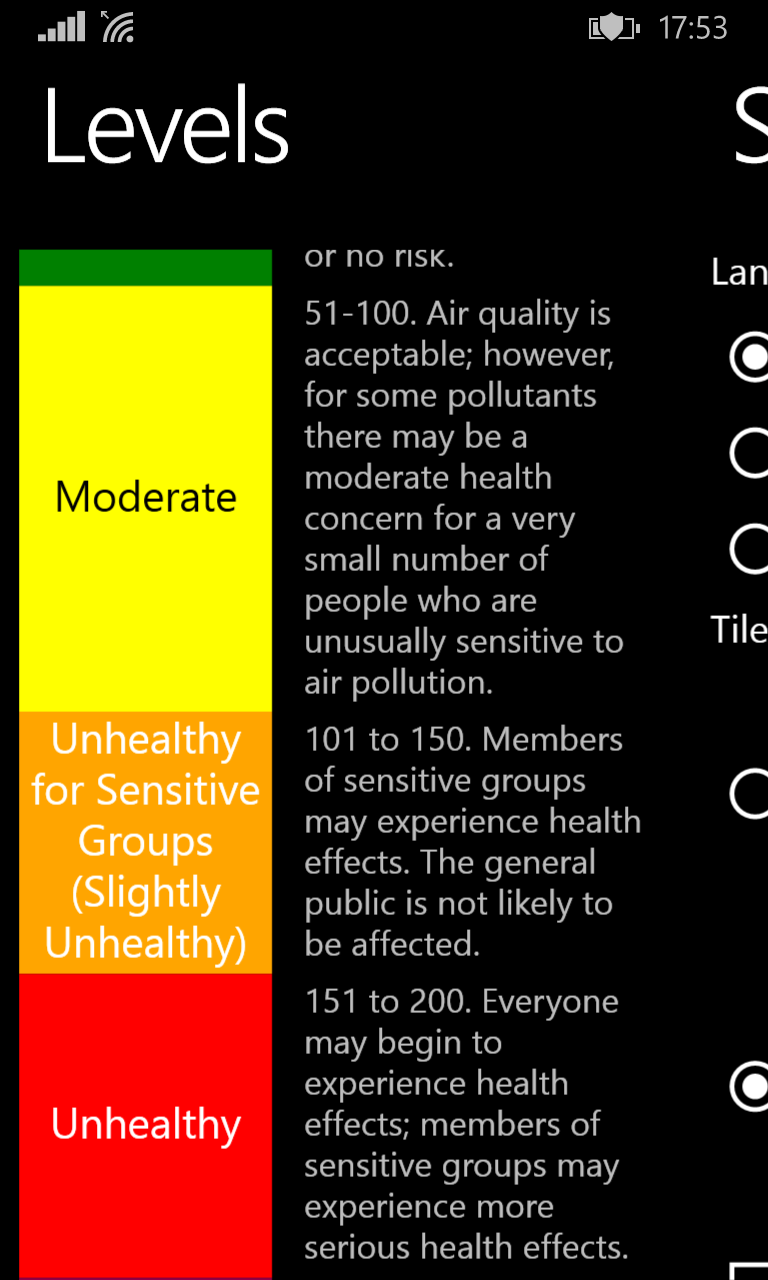 17:53
Levels
S
or no risk.
51-100. Air quality is
acceptable; however,
for some pollutants
there may be a
moderate health
concern for a very
small number of
people who are
unusually sensitive to
air pollution.
Moderate
Unhealthy
for Sensitive
Groups
(Slightly
Unhealthy)
101 to 150. Members
of sensitive groups
may experience health
effects. The general
public is not likely to
be affected.
Unhealthy
151 to 200. Everyone
may begin to
experience health
effects; members of
sensitive groups may
experience more
serious health effects.
Lan
Tile